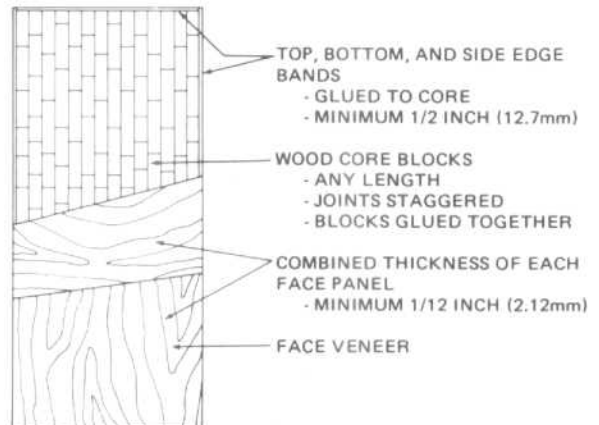 TOP, BOTTOM, AND SIDE EDGE
BANDS
- GLUED TO CORE
- MINIMUM 1/2 INCH (12.7mm)
WOOD CORE BLOCKS
- ANY LENGTH
- JOINTS STAGGERED
- BLOCKS GLUED TOGETHER
COMBINED THICKNESS OF EACH
FACE PANEL
- MINIMUM 1/12 INCH (2.12mm)
FACE VENEER